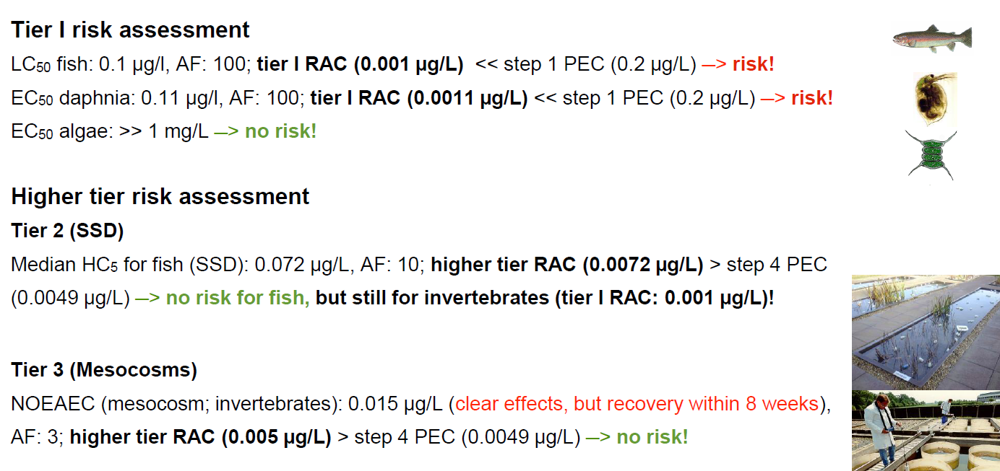 Tier I risk assessment
LC50 fish: 0.1 µg/l, AF: 100; tier I RAC (0.001 µg/L) << step 1 PEC (0.2 µg/L) —> risk!
EC50 daphnia: 0.11 µg/l, AF: 100; tier I RAC (0.0011 µg/L) << step 1 PEC (0.2 µg/L) —> risk!
EC50 algae: >> 1 mg/L —> no risk!
Higher tier risk assessment
Tier 2 (SSD)
Median HC5 for fish (SSD): 0.072 µg/L, AF: 10; higher tier RAC (0.0072 µg/L) > step 4 PEC
(0.0049 µg/L) —> no risk for fish, but still for invertebrates (tier I RAC: 0.001 µg/L)!
Tier 3 (Mesocosms)
NOEAEC (mesocosm; invertebrates): 0.015 µg/L (clear effects, but recovery within 8 weeks),
AF: 3; higher tier RAC (0.005 µg/L) > step 4 PEC (0.0049 µg/L) —> no risk!